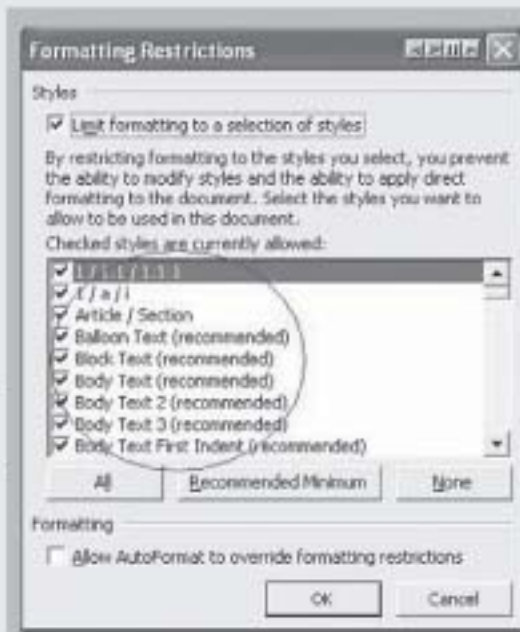 Formatting Restrictions
Styles
Limit formatting to a selection of styles
By restricting formatting to the styles you select, you prevent
the ability to modify styles and the ability to apply direct
formatting to the document. Select the styles you want to
allow to be used in this document.
Checked styles are currently allowed:
1 / a / i
Article / Section
Balloon Text (recommended)
Block Text (recommended)
Body Text (recommended)
Body Text 2 (recommended)
Body Text 3 (recommended)
Body Text First Indent (recommended)
All
Recommended Minimum
None
Formatting
Allow AutoFormat to override formatting restrictions
OK
Cancel